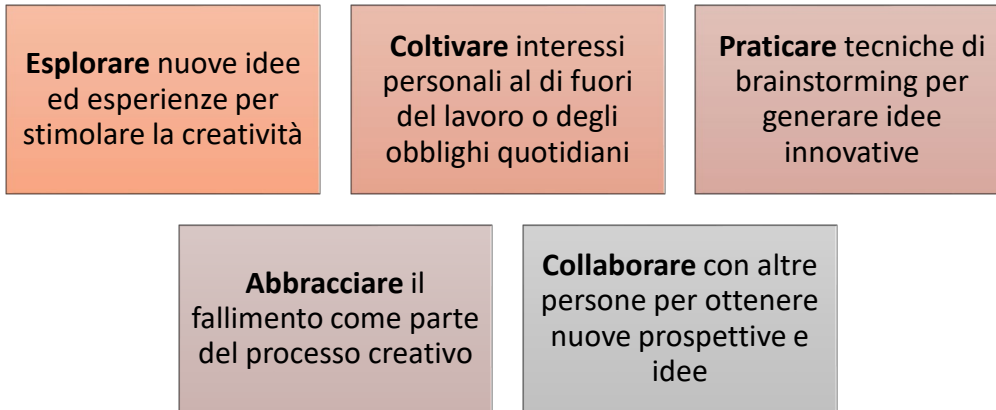 Esplorare nuove idee
ed esperienze per
stimolare la creatività
Coltivare interessi
personali al di fuori
del lavoro o degli
obblighi quotidiani
Praticare tecniche di
brainstorming per
generare idee
innovative
Abbracciare il
fallimento come parte
del processo creativo
Collaborare con altre
persone per ottenere
nuove prospettive e
idee